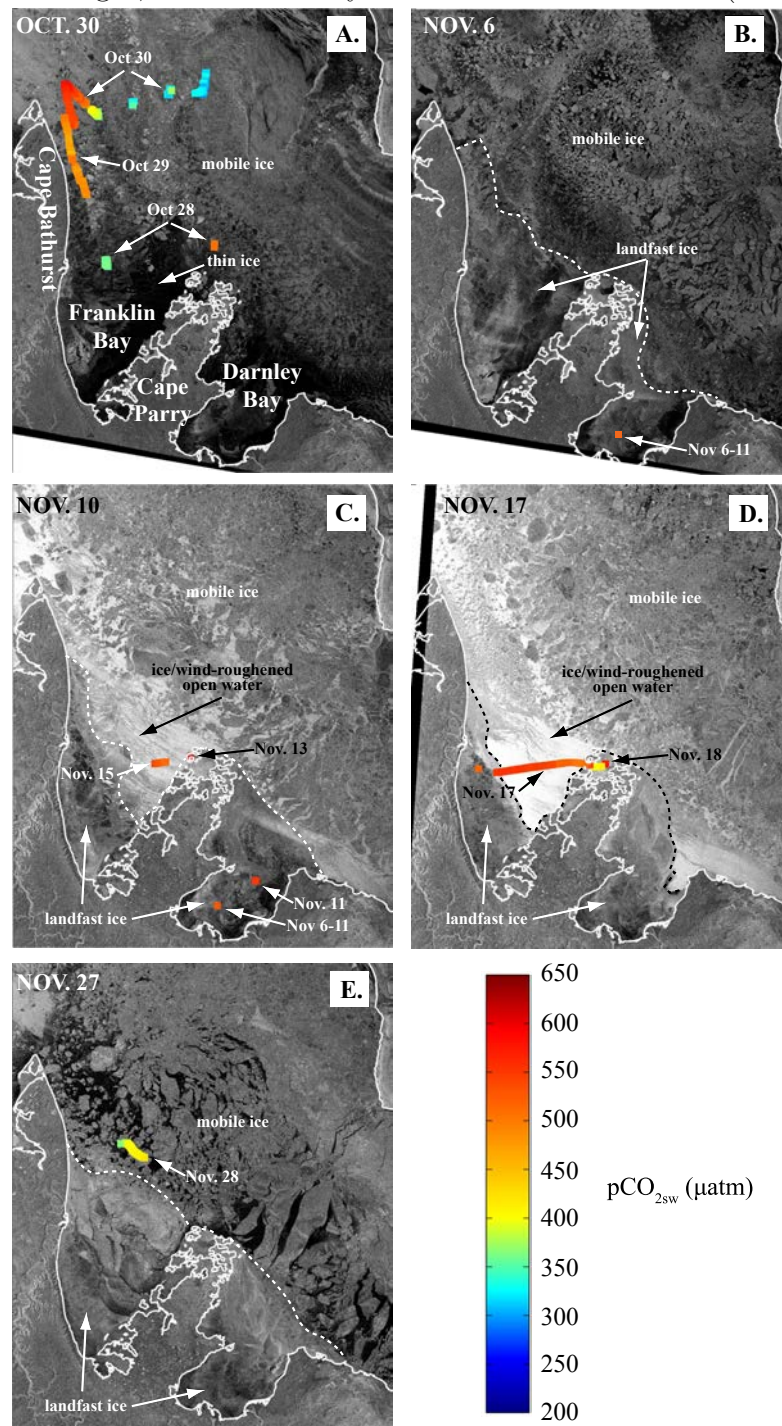 OCT. 30
A.
Oct 30
Oct 29
mobile ice
Cape Bathurst
Oct 28
thin ice
Franklin
Bay
Cape
Parry
Darnley
Bay
NOV. 6
B.
mobile ice
landfast ice
Nov 6-11
NOV. 10
C.
mobile ice
ice/wind-roughened
open water
Nov. 13
Nov. 15
Nov. 11
landfast ice
Nov 6-11
NOV. 17
D.
mobile ice
ice/wind-roughened
open water
Nov. 18
Nov. 17
landfast ice
NOV. 27
E.
mobile ice
Nov. 28
landfast ice
650
600
550
500
450
400
350
300
250
200
pCO2sw (μatm)